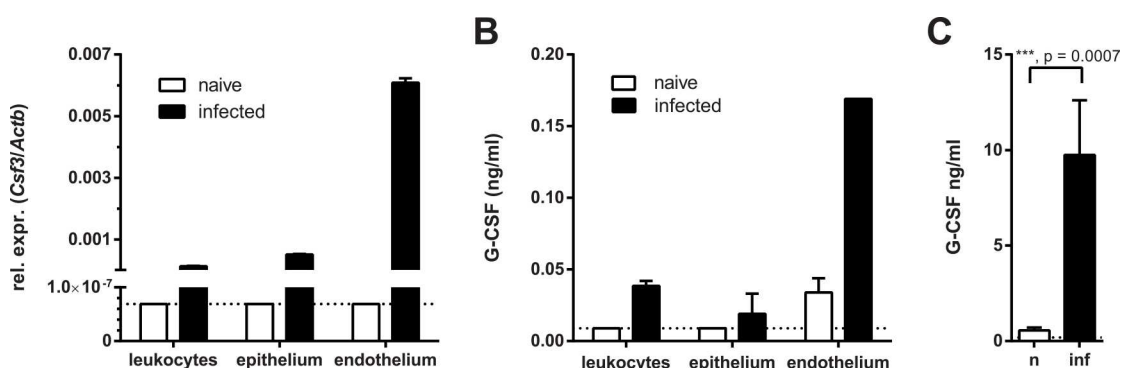 0.007
0.005
0.003
0.001
1.0×10⁻⁷
0
rel. expr. (Csf3/Actb)
naive
infected
leukocytes epithelium endothelium
B
0.20
0.15
0.10
0.05
0.00
G-CSF (ng/ml)
naive
infected
leukocytes epithelium endothelium
C
15
10
5
0
G-CSF ng/ml
***, p = 0.0007
n inf